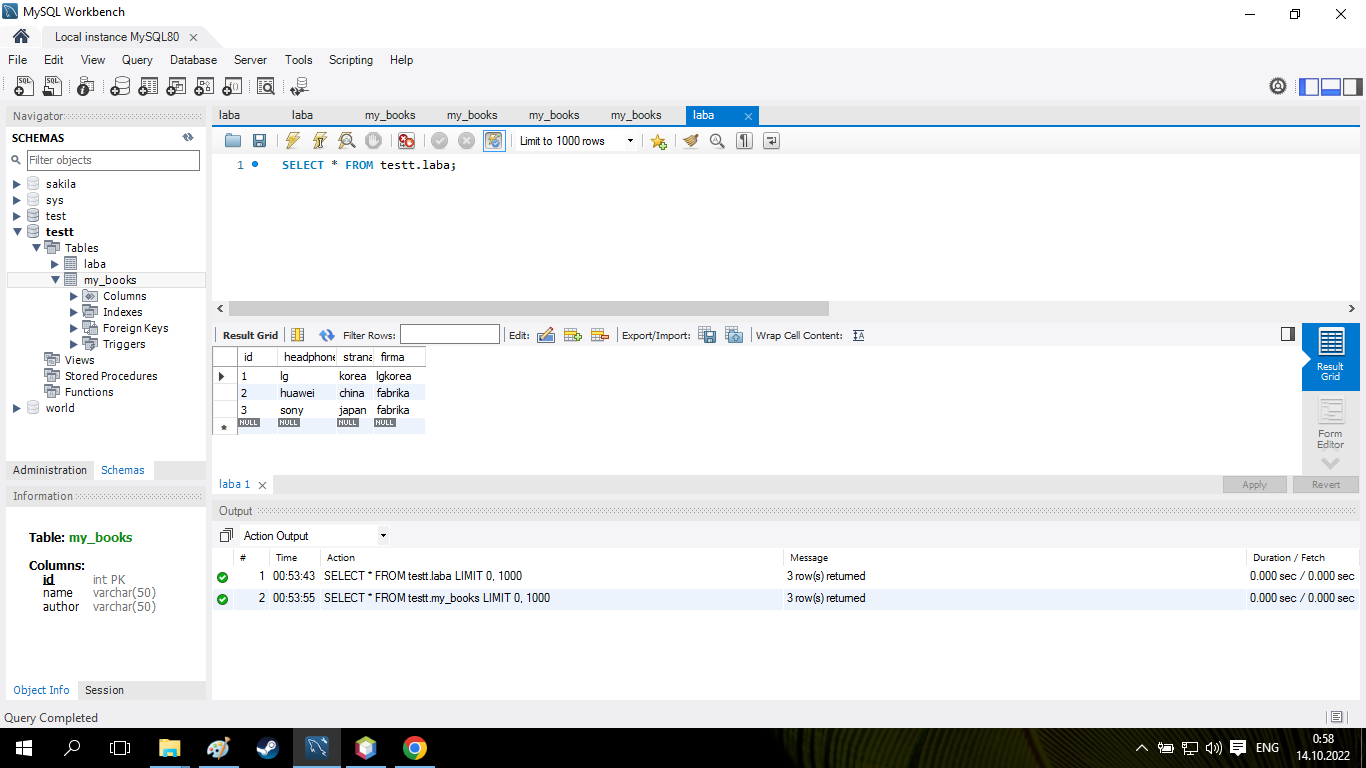 MySQL Workbench
Local instance MySQL80
File Edit View Query Database Server Tools Scripting Help
Navigator
SCHEMAS
Filter objects
sakila
sys
test
testt
Tables
laba
my_books
Columns
Indexes
Foreign Keys
Triggers
Views
Stored Procedures
Functions
world
Administration Schemas
Information
Table: my_books
Columns:
id int PK
name varchar(50)
author varchar(50)
Object Info Session
laba laba my_books my_books my_books my_books laba
Limit to 1000 rows
1 SELECT * FROM testt.laba;
Result Grid Filter Rows: Edit: Export/Import: Wrap Cell Content:
id headphone strana firma
1 lg korea lgkorea
2 huawei china fabrika
3 sony japan fabrika
NULL NULL NULL NULL
Result
Grid
Form
Editor
laba 1
Apply Revert
Output
Action Output
# Time Action Message Duration / Fetch
1 00:53:43 SELECT * FROM testt.laba LIMIT 0, 1000 3 row(s) returned 0.000 sec / 0.000 sec
2 00:53:55 SELECT * FROM testt.my_books LIMIT 0, 1000 3 row(s) returned 0.000 sec / 0.000 sec
Query Completed
ENG
0:58
14.10.2022